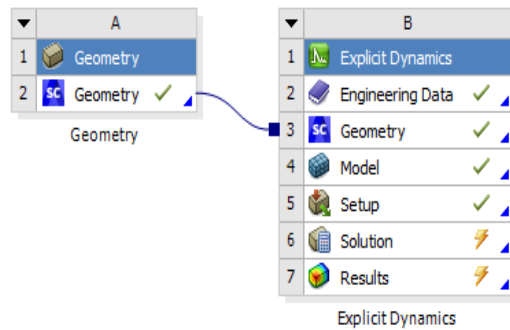 A
1 Geometry
2 SC Geometry
Geometry
B
1 Explicit Dynamics
2 Engineering Data
3 SC Geometry
4 Model
5 Setup
6 Solution
7 Results
Explicit Dynamics